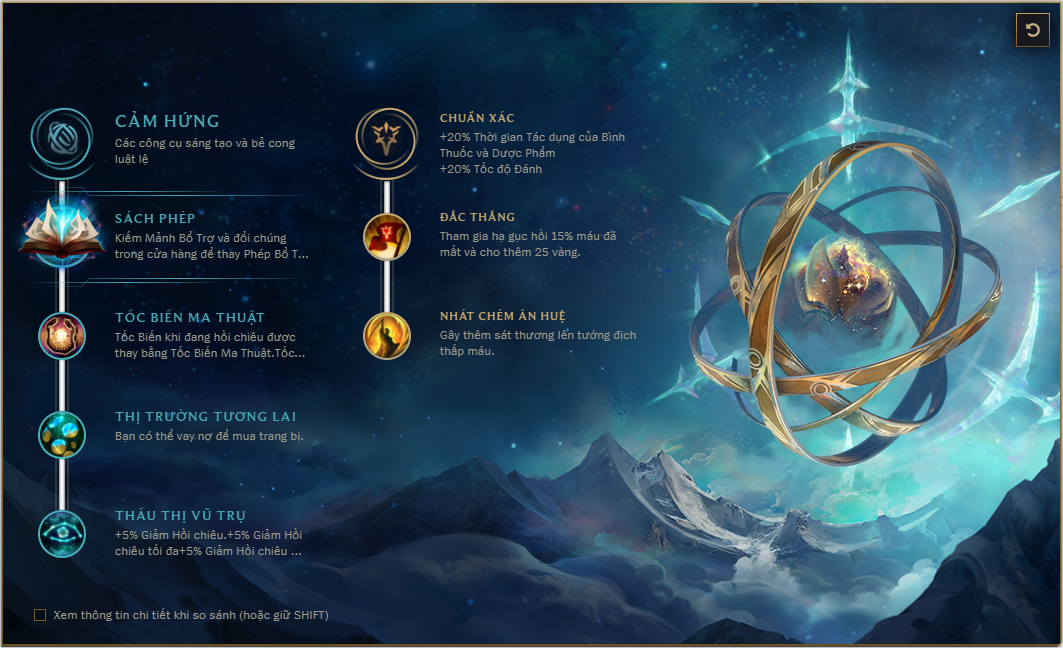 CẢM HỨNG
Các công cụ sáng tạo và bẻ cong
luật lệ
SÁCH PHÉP
Kiếm Mảnh Bổ Trợ và đổi chúng
trong cửa hàng để thay Phép Bổ T...
TỐC BIẾN MA THUẬT
Tốc Biến khi đang hồi chiêu được
thay bằng Tốc Biến Ma Thuật.Tốc...
THỊ TRƯỜNG TƯƠNG LAI
Bạn có thể vay nợ để mua trang bị.
THẤU THỊ VŨ TRỤ
+5% Giảm Hồi chiêu.+5% Giảm Hồi
chiêu tối đa+5% Giảm Hồi chiêu ...
CHUẨN XÁC
+20% Thời gian Tác dụng của Bình
Thuốc và Dược Phẩm
+20% Tốc độ Đánh
ĐẮC THẮNG
Tham gia hạ gục hồi 15% máu đã
mất và cho thêm 25 vàng.
NHÁT CHÉM ÂN HUỆ
Gây thêm sát thương lên tướng địch
thấp máu.
Xem thông tin chi tiết khi so sánh (hoặc giữ SHIFT)